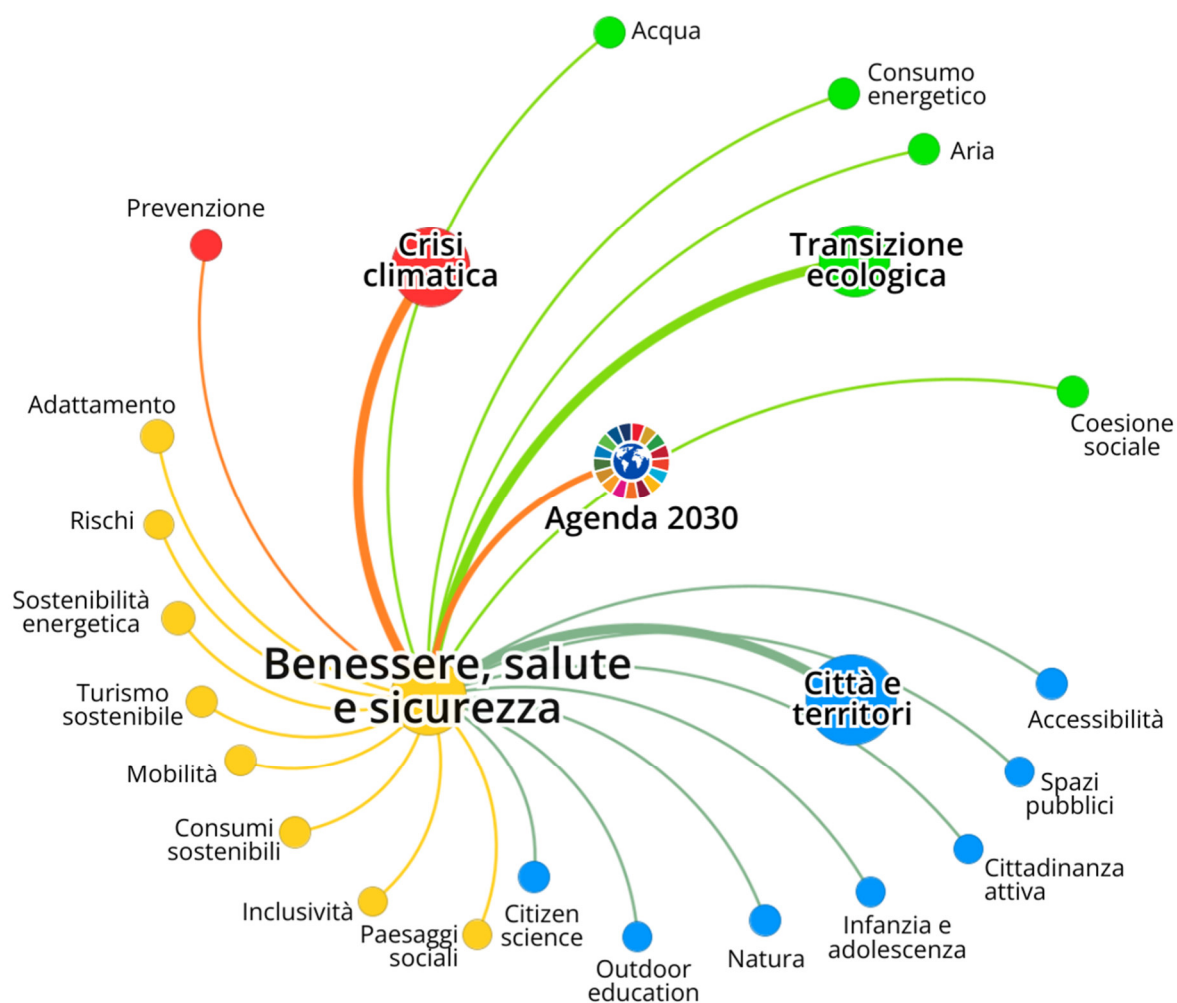 Acqua
Consumo
energetico
Aria
Prevenzione
Crisi
climatica
Transizione
ecologica
Adattamento
Coesione
sociale
Rischi
Agenda 2030
Sostenibilità
energetica
Benessere, salute
e sicurezza
Turismo
sostenibile
Città e
territori
Accessibilità
Mobilità
Spazi
pubblici
Consumi
sostenibili
Cittadinanza
attiva
Inclusività
Paesaggi
sociali
Citizen
science
Infanzia e
adolescenza
Natura
Outdoor
education